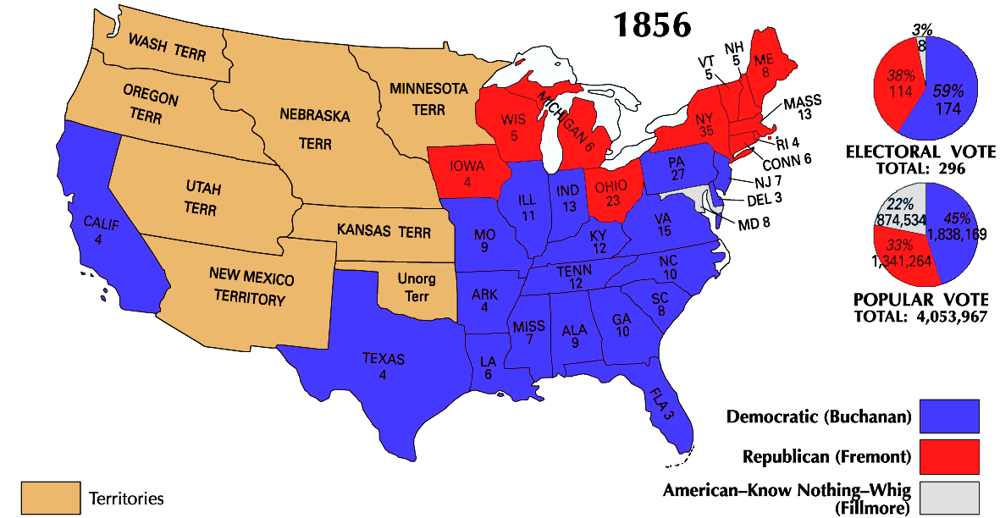 1856
WASH TERR
OREGON
TERR
NEBRASKA
TERR
MINNESOTA
TERR
UTAH
TERR
KANSAS TERR
NEW MEXICO
TERRITORY
Unorg
Terr
CALIF
4
TEXAS
4
WIS
5
MICHIGAN 6
IOWA
4
ILL
11
IND
13
OHIO
23
MO
9
KY
12
TENN
12
ARK
4
LA
6
MISS
7
ALA
9
GA
10
FLA 3
SC
8
NC
10
VA
15
PA
27
NY
35
VT
5
NH
5
ME
8
MASS
13
RI 4
CONN 6
NJ 7
DEL 3
MD 8
3%
8
38%
114
59%
174
ELECTORAL VOTE
TOTAL: 296
22%
874,534
45%
1,838,169
33%
1,341,264
POPULAR VOTE
TOTAL: 4,053,967
Democratic (Buchanan)
Republican (Fremont)
American–Know Nothing–Whig
(Fillmore)
Territories